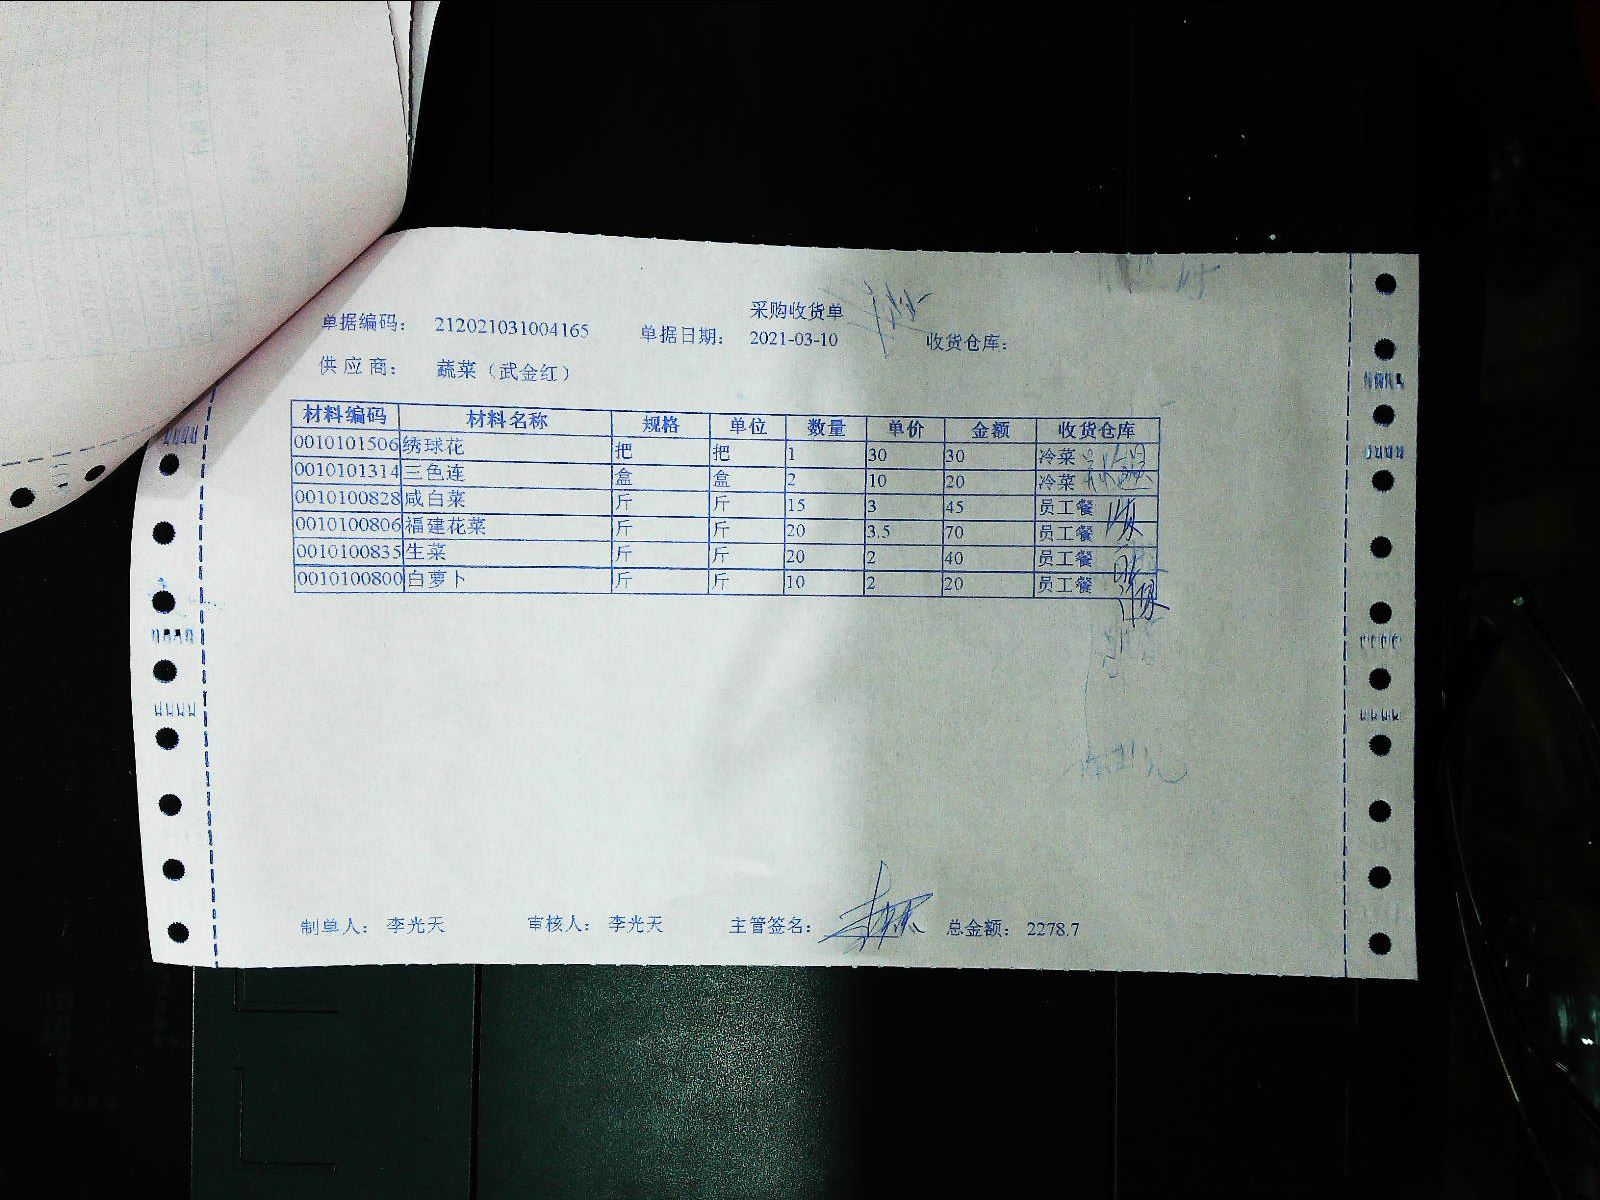 采购收货单
单据编码: 212021031004165 单据日期: 2021-03-10 收货仓库:
供应商: 蔬菜(武金红)
材料编码 材料名称 规格 单位 数量 单价 金额 收货仓库
0010101506 绣球花 把 把 1 30 30 冷菜
0010101314 三色连 盒 盒 2 10 20 冷菜
0010100828 咸白菜 斤 斤 15 3 45 员工餐
0010100806 福建花菜 斤 斤 20 3.5 70 员工餐
0010100835 生菜 斤 斤 20 2 40 员工餐
0010100800 白萝卜 斤 斤 10 2 20 员工餐
制单人: 李光天 审核人: 李光天 主管签名: 总金额: 2278.7